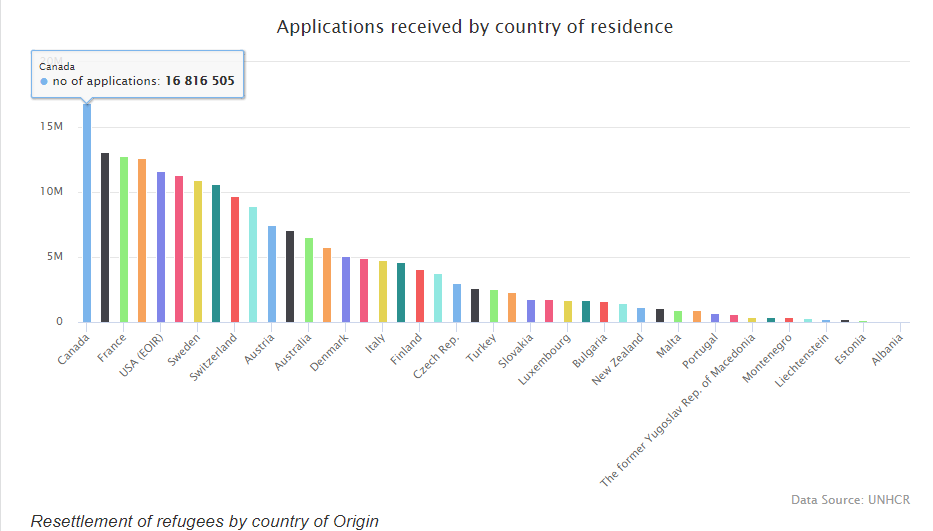 Applications received by country of residence
20M
Canada
no of applications: 16 816 505
15M
10M
5M
0
Canada
France
USA (EOIR)
Sweden
Switzerland
Austria
Australia
Denmark
Italy
Finland
Czech Rep.
Turkey
Slovakia
Luxembourg
Bulgaria
New Zealand
Malta
Portugal
The former Yugoslav Rep. of Macedonia
Montenegro
Liechtenstein
Estonia
Albania
Data Source: UNHCR
Resettlement of refugees by country of Origin